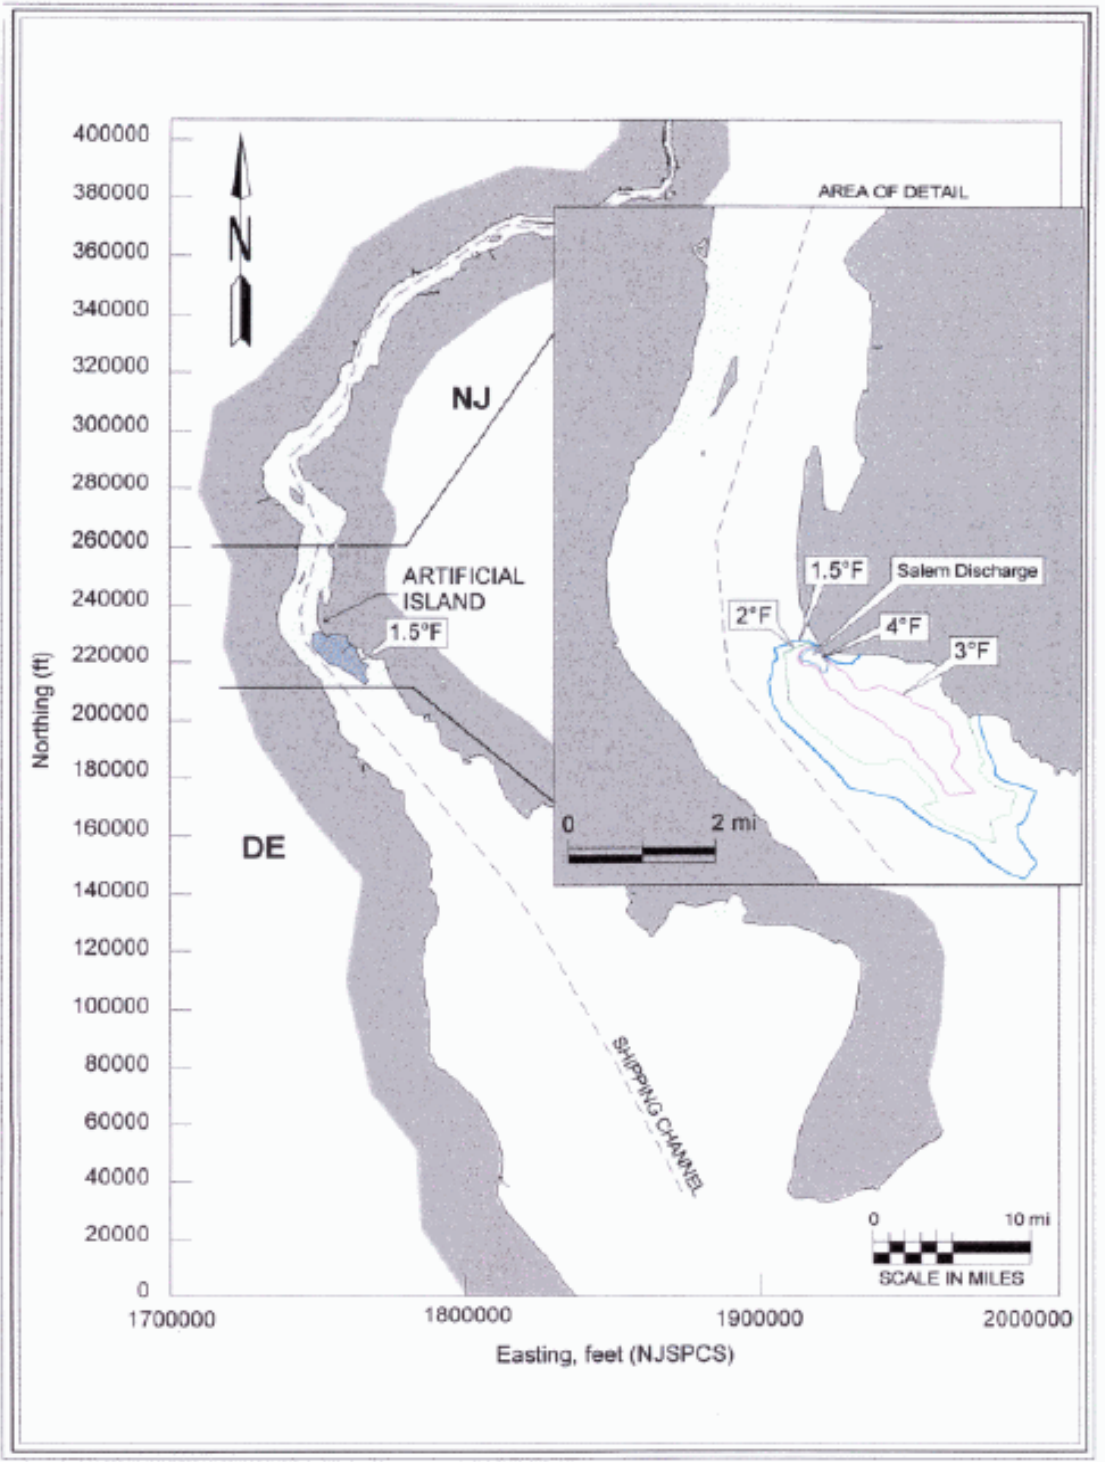 400000
380000
360000
340000
320000
300000
280000
260000
240000
220000
200000
180000
160000
140000
120000
100000
80000
60000
40000
20000
0
Northing (ft)
N
AREA OF DETAIL
NJ
ARTIFICIAL
ISLAND
1.5°F
1.5°F
Salem Discharge
2°F
4°F
3°F
0 2 mi
DE
SHIPPING CHANNEL
0 10 mi
SCALE IN MILES
1700000 1800000 1900000 2000000
Easting, feet (NJSPCS)